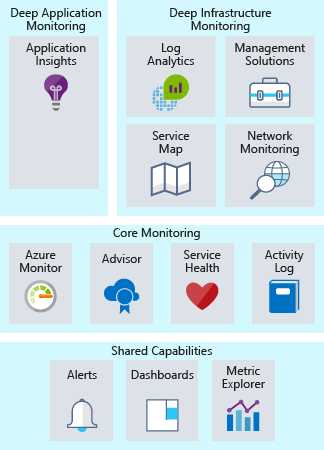 Deep Application
Monitoring
Application
Insights
Deep Infrastructure
Monitoring
Log
Analytics
Management
Solutions
Service
Map
Network
Monitoring
Core Monitoring
Azure
Monitor
Advisor
Service
Health
Activity
Log
Shared Capabilities
Alerts
Dashboards
Metric
Explorer